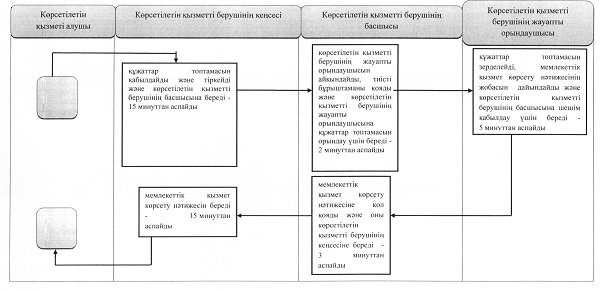 Көрсетілетін
қызметі алушы
Көрсетілетін қызметті берушінің кеңсесі
Көрсетілетін қызметті берушінің
басшысы
Көрсетілетін қызметті
берушінің жауапты
орындаушысы
құжаттар топтамасын
қабылдайды және тіркейді
және көрсетілетін қызметті
берушінің басшысына береді -
15 минуттан аспайды
көрсетілетін қызметті
берушінің жауапты
орындаушысын
айқындайды, тиісті
бұрыштаманы қояды
және көрсетілетін
қызметті берушінің
жауапты
орындаушысына
құжаттар топтамасын
орындау үшін береді -
2 минуттан аспайды
құжаттар топтамасын
зерделейді, мемлекеттік
қызмет көрсету нәтижесінің
жобасын дайындайды және
көрсетілетін қызметті
берушінің басшысына шешім
қабылдау үшін береді -
5 минуттан аспайды
мемлекеттік қызмет
көрсету нәтижесін береді
- 15 минуттан
аспайды
мемлекеттік
қызмет көрсету
нәтижесіне қол
қояды және оны
көрсетілетін
қызметті берушінің
кеңсесіне береді -
3 минуттан
аспайды